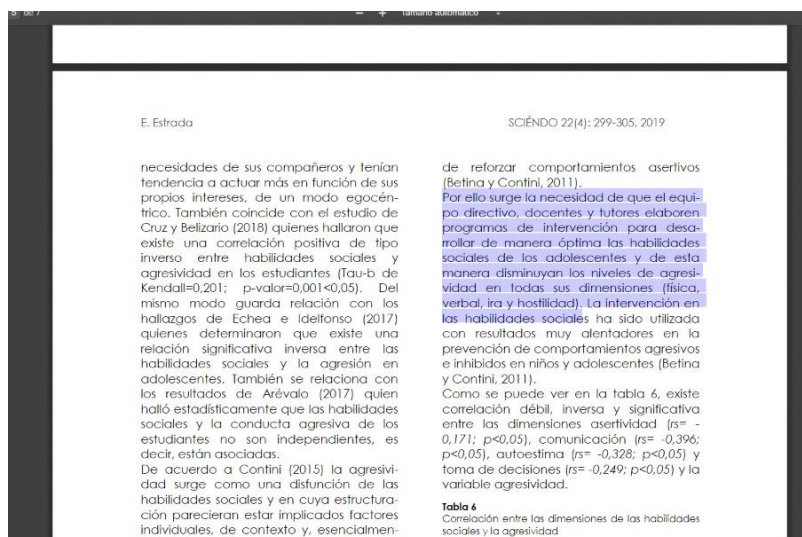 5 de 7
— + Tamaño automático
E. Estrada
SCIÉNDO 22(4): 299-305, 2019
necesidades de sus compañeros y tenían
tendencia a actuar más en función de sus
propios intereses, de un modo egocén-
trico. También coincide con el estudio de
Cruz y Belizario (2018) quienes hallaron que
existe una correlación positiva de tipo
inverso entre habilidades sociales y
agresividad en los estudiantes (Tau-b de
Kendall=0,201; p-valor=0,001<0,05). Del
mismo modo guarda relación con los
hallazgos de Echea e Idelfonso (2017)
quienes determinaron que existe una
relación significativa inversa entre las
habilidades sociales y la agresión en
adolescentes. También se relaciona con
los resultados de Arévalo (2017) quien
halló estadísticamente que las habilidades
sociales y la conducta agresiva de los
estudiantes no son independientes, es
decir, están asociadas.
De acuerdo a Contini (2015) la agresivi-
dad surge como una disfunción de las
habilidades sociales y en cuya estructura-
ción parecieran estar implicados factores
individuales, de contexto y, esencialmen-
de reforzar comportamientos asertivos
(Betina y Contini, 2011).
Por ello surge la necesidad de que el equi-
po directivo, docentes y tutores elaboren
programas de intervención para desa-
rrollar de manera óptima las habilidades
sociales de los adolescentes y de esta
manera disminuyan los niveles de agresi-
vidad en todas sus dimensiones (física,
verbal, ira y hostilidad). La intervención en
las habilidades sociales ha sido utilizada
con resultados muy alentadores en la
prevención de comportamientos agresivos
e inhibidos en niños y adolescentes (Betina
y Contini, 2011).
Como se puede ver en la tabla 6, existe
correlación débil, inversa y significativa
entre las dimensiones asertividad (rs= -
0,171; p<0,05), comunicación (rs= -0,396;
p<0,05), autoestima (rs= -0,328; p<0,05) y
toma de decisiones (rs= -0,249; p<0,05) y la
variable agresividad.
Tabla 6
Correlación entre las dimensiones de las habilidades
sociales y la agresividad